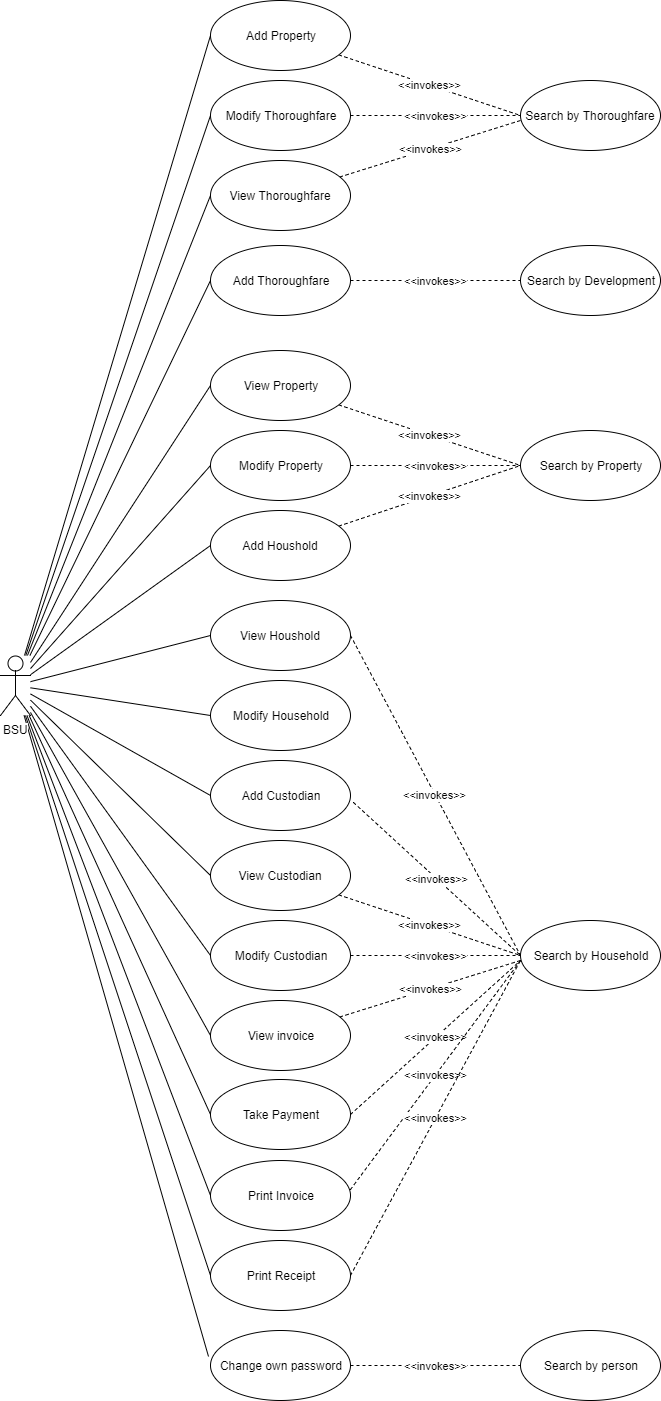 Add Property
<<invokes>>
Modify Thoroughfare
<<invokes>>
Search by Thoroughfare
<<invokes>>
View Thoroughfare
Add Thoroughfare
<<invokes>>
Search by Development
View Property
<<invokes>>
Modify Property
<<invokes>>
Search by Property
<<invokes>>
Add Houshold
View Houshold
Modify Household
BSU
Add Custodian
<<invokes>>
View Custodian
<<invokes>>
<<invokes>>
Modify Custodian
<<invokes>>
Search by Household
<<invokes>>
View invoice
<<invokes>>
<<invokes>>
Take Payment
<<invokes>>
Print Invoice
Print Receipt
Change own password
<<invokes>>
Search by person